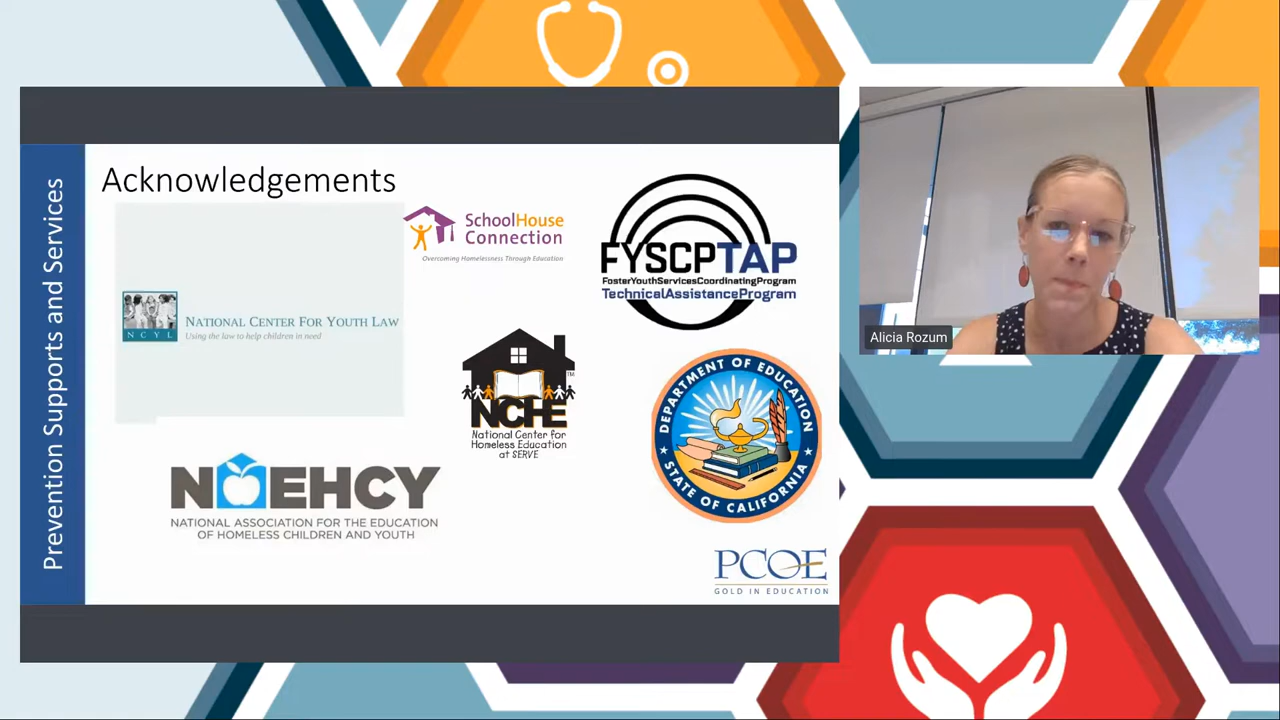 Prevention Supports and Services
Acknowledgements
SchoolHouse
Connection
Overcoming Homelessness Through Education
FYSCPTAP
FosterYouthServicesCoordinatingProgram
TechnicalAssistanceProgram
NCYL
NATIONAL CENTER FOR YOUTH LAW
Using the law to help children in need
NCHE
TM
National Center for
Homeless Education
at SERVE
DEPARTMENT OF EDUCATION
STATE OF CALIFORNIA
NAEHCY
NATIONAL ASSOCIATION FOR THE EDUCATION
OF HOMELESS CHILDREN AND YOUTH
PCOE
GOLD IN EDUCATION
Alicia Rozum